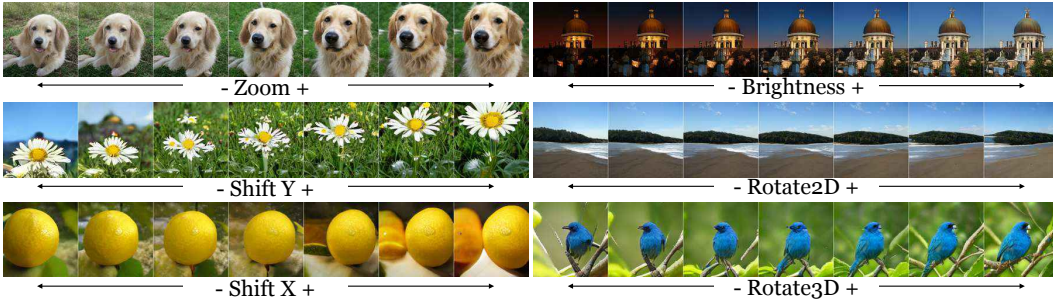 - Zoom +
- Brightness +
- Shift Y +
- Rotate2D +
- Shift X +
- Rotate3D +